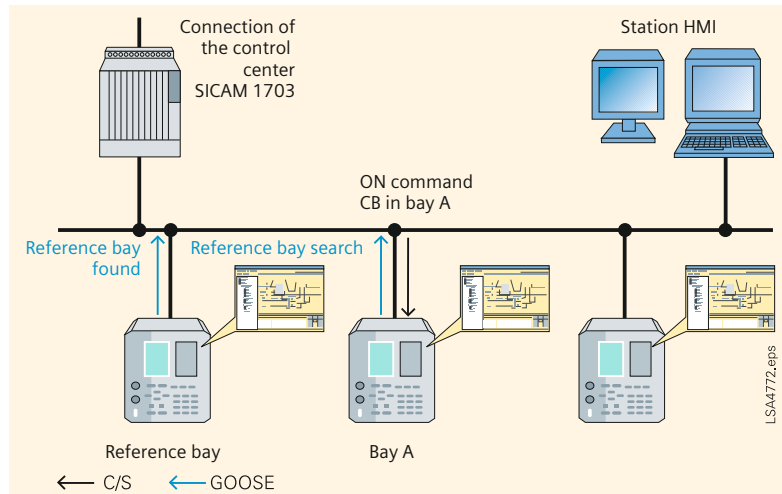 Connection of
the control
center
SICAM 1703
Station HMI
ON command
CB in bay A
Reference bay
found
Reference bay search
LSA4772.eps
Reference bay
Bay A
C/S
GOOSE